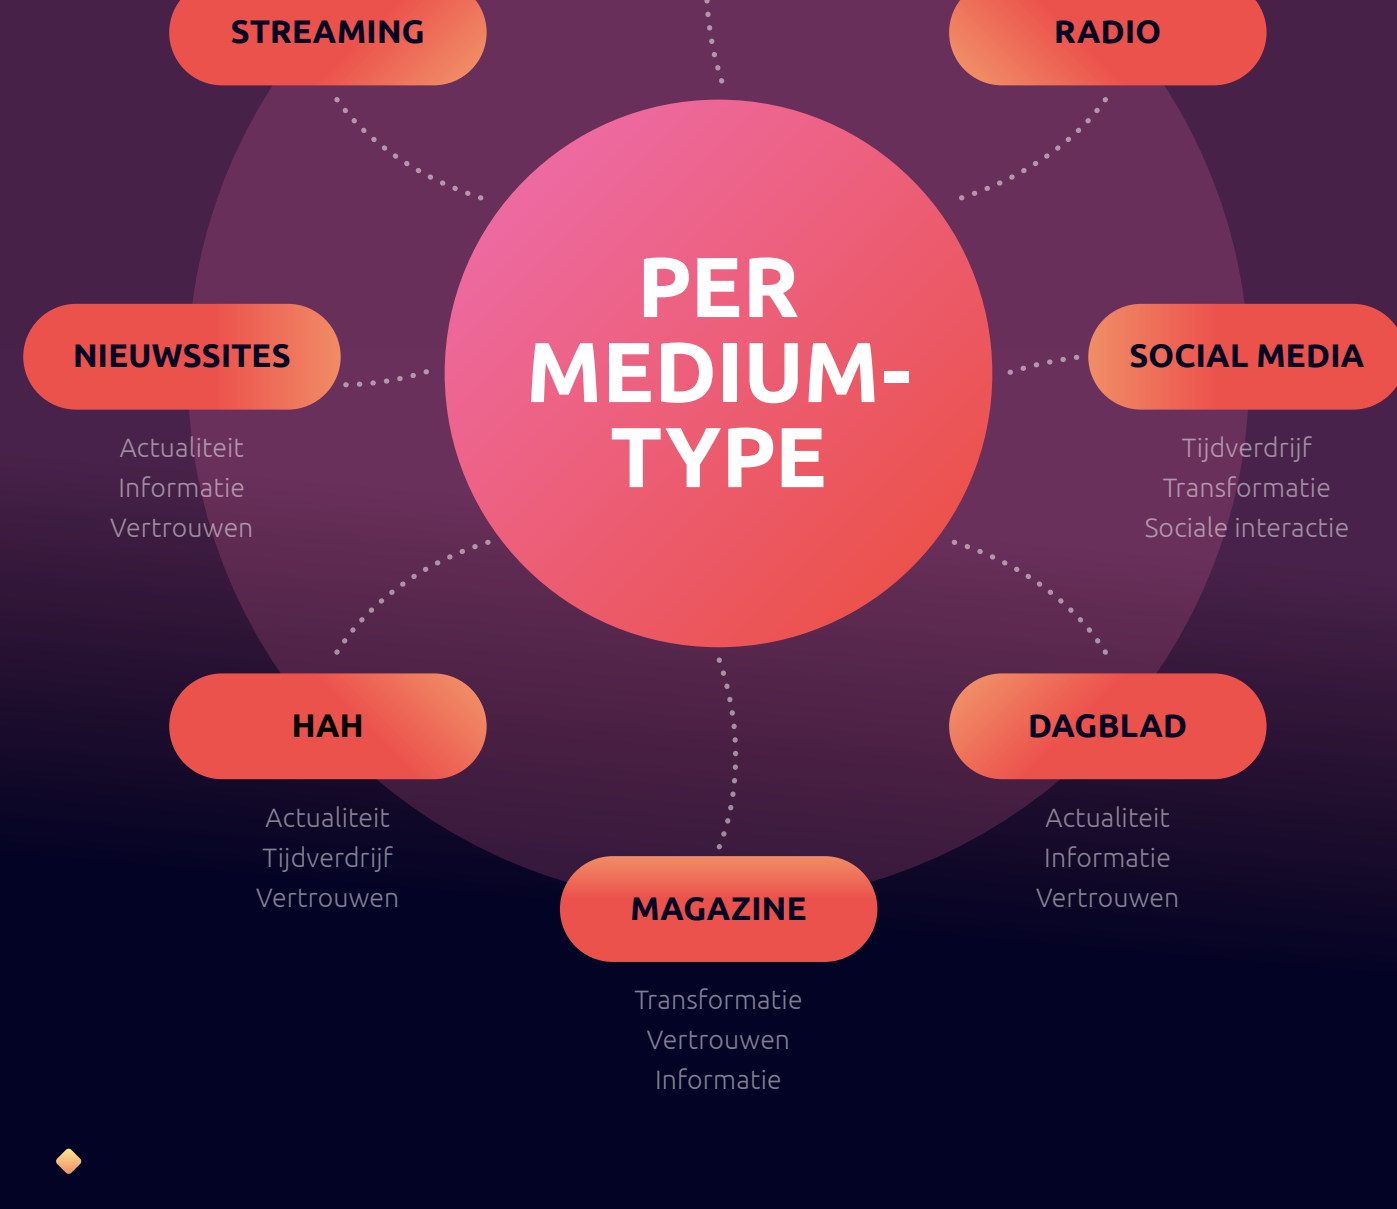 STREAMING
RADIO
PER
MEDIUM-
TYPE
NIEUWSSITES
Actualiteit
Informatie
Vertrouwen
SOCIAL MEDIA
Tijdverdrijf
Transformatie
Sociale interactie
HAH
Actualiteit
Tijdverdrijf
Vertrouwen
DAGBLAD
Actualiteit
Informatie
Vertrouwen
MAGAZINE
Transformatie
Vertrouwen
Informatie